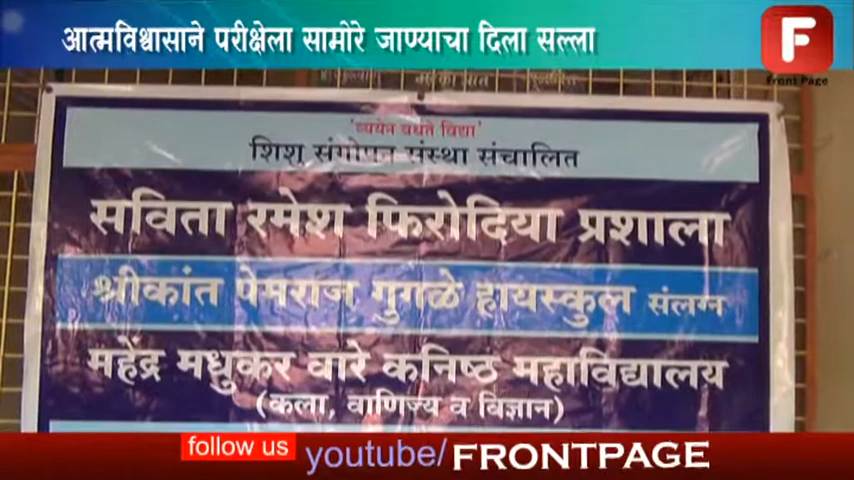 आत्मविश्वासाने परीक्षेला सामोरे जाण्याचा दिला सल्ला
F
Front Page
'व्ययेन वर्धते विद्या'
शिशु संगोपन संस्था संचालित
सविता रमेश फिरोदिया प्रशाला
श्रीकांत पेमराज गुगळे हायस्कुल संलग्न
महेंद्र मधुकर वारे कनिष्ठ महाविद्यालय
(कला, वाणिज्य व विज्ञान)
follow us youtube/FRONTPAGE